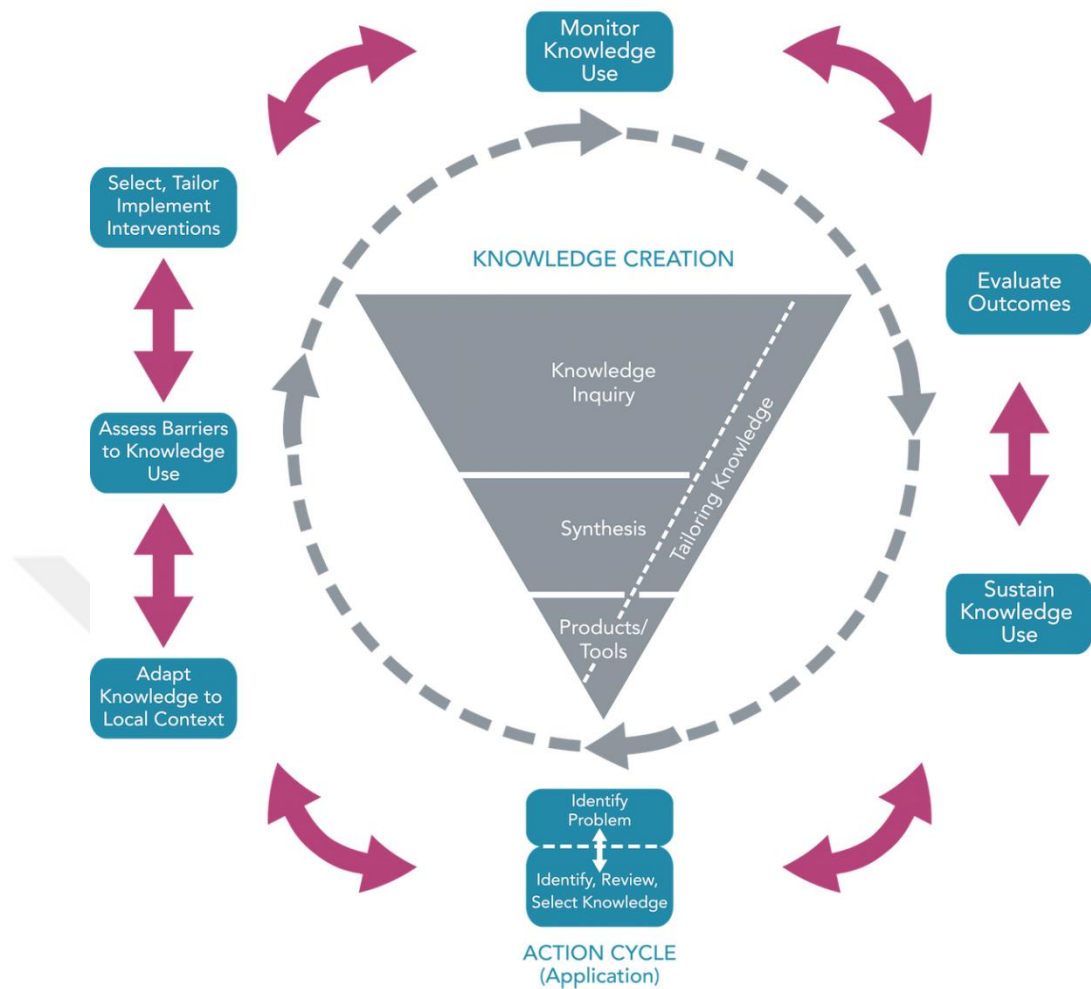 Monitor
Knowledge
Use
Select, Tailor
Implement
Interventions
KNOWLEDGE CREATION
Evaluate
Outcomes
Knowledge
Inquiry
Tailoring Knowledge
Assess Barriers
to Knowledge
Use
Synthesis
Sustain
Knowledge
Use
Products/
Tools
Adapt
Knowledge to
Local Context
Identify
Problem
Identify, Review,
Select Knowledge
ACTION CYCLE
(Application)